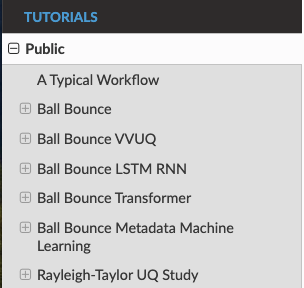 TUTORIALS
Public
A Typical Workflow
Ball Bounce
Ball Bounce VVUQ
Ball Bounce LSTM RNN
Ball Bounce Transformer
Ball Bounce Metadata Machine
Learning
Rayleigh-Taylor UQ Study